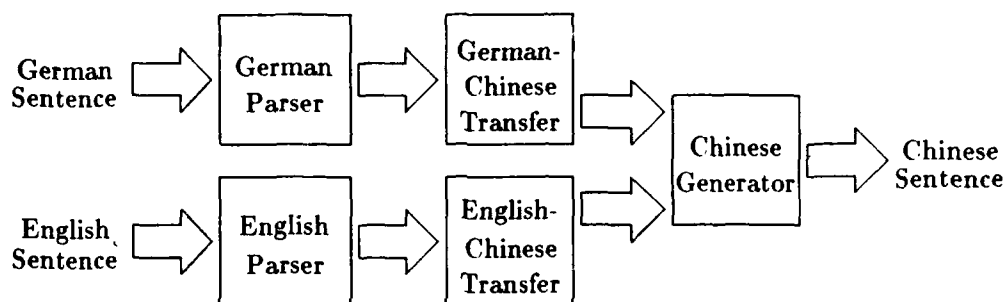 German
Sentence
German
Parser
German-
Chinese
Transfer
English
Sentence
English
Parser
English-
Chinese
Transfer
Chinese
Generator
Chinese
Sentence